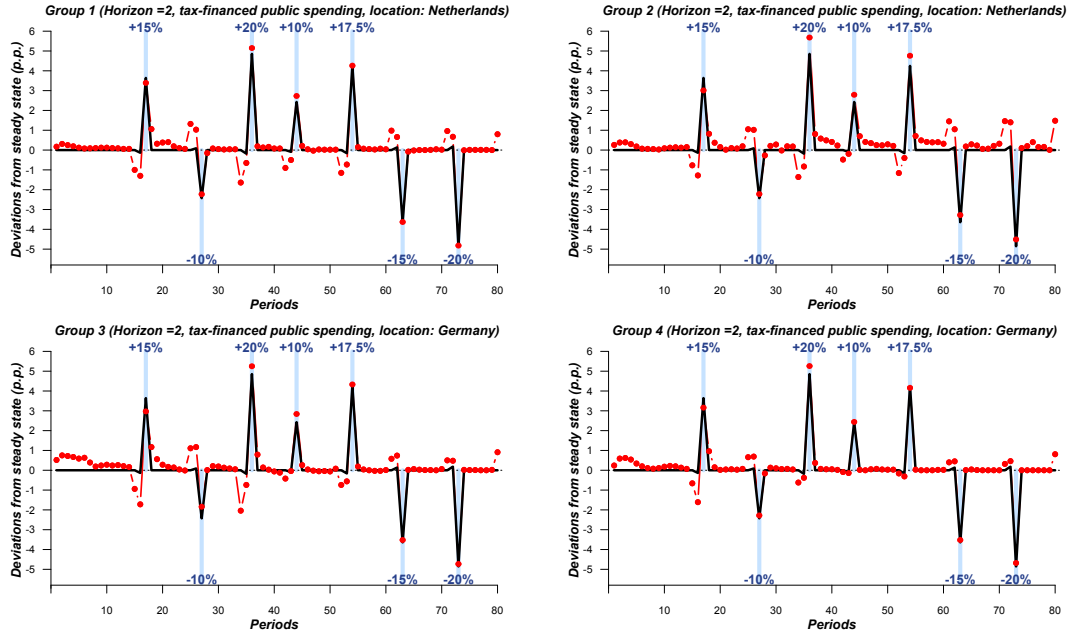 Group 1 (Horizon =2, tax-financed public spending, location: Netherlands)
+15% +20% +10% +17.5%
6
5
4
3
2
1
0
-1
-2
-3
-4
-5
Deviations from steady state (p.p.)
-10% -15% -20%
10 20 30 40 50 60 70 80
Periods
Group 2 (Horizon =2, tax-financed public spending, location: Netherlands)
+15% +20% +10% +17.5%
6
5
4
3
2
1
0
-1
-2
-3
-4
-5
Deviations from steady state (p.p.)
-10% -15% -20%
10 20 30 40 50 60 70 80
Periods
Group 3 (Horizon =2, tax-financed public spending, location: Germany)
+15% +20% +10% +17.5%
6
5
4
3
2
1
0
-1
-2
-3
-4
-5
Deviations from steady state (p.p.)
-10% -15% -20%
10 20 30 40 50 60 70 80
Periods
Group 4 (Horizon =2, tax-financed public spending, location: Germany)
+15% +20% +10% +17.5%
6
5
4
3
2
1
0
-1
-2
-3
-4
-5
Deviations from steady state (p.p.)
-10% -15% -20%
10 20 30 40 50 60 70 80
Periods